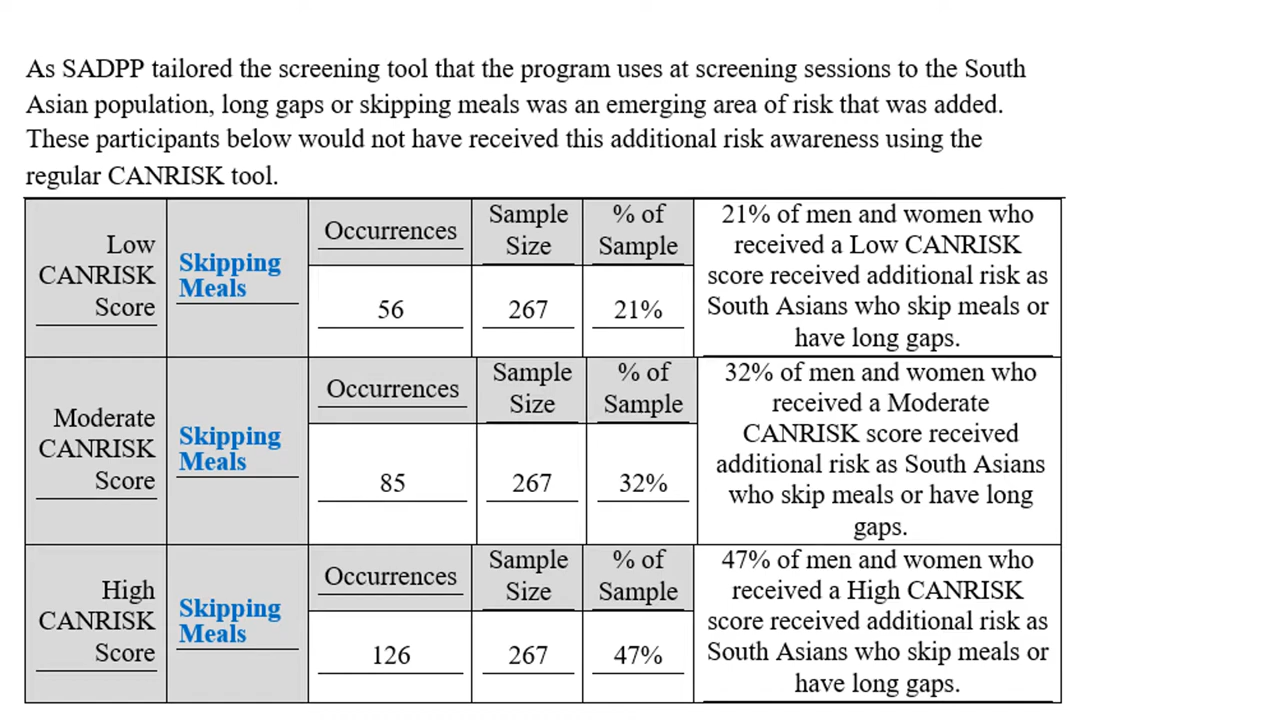 As SADPP tailored the screening tool that the program uses at screening sessions to the South
Asian population, long gaps or skipping meals was an emerging area of risk that was added.
These participants below would not have received this additional risk awareness using the
regular CANRISK tool.
Low
CANRISK
Score
Skipping
Meals
Occurrences
Sample
Size
% of
Sample
56
267
21%
21% of men and women who
received a Low CANRISK
score received additional risk as
South Asians who skip meals or
have long gaps.
Moderate
CANRISK
Score
Skipping
Meals
Occurrences
Sample
Size
% of
Sample
85
267
32%
32% of men and women who
received a Moderate
CANRISK score received
additional risk as South Asians
who skip meals or have long
gaps.
High
CANRISK
Score
Skipping
Meals
Occurrences
Sample
Size
% of
Sample
126
267
47%
47% of men and women who
received a High CANRISK
score received additional risk as
South Asians who skip meals or
have long gaps.